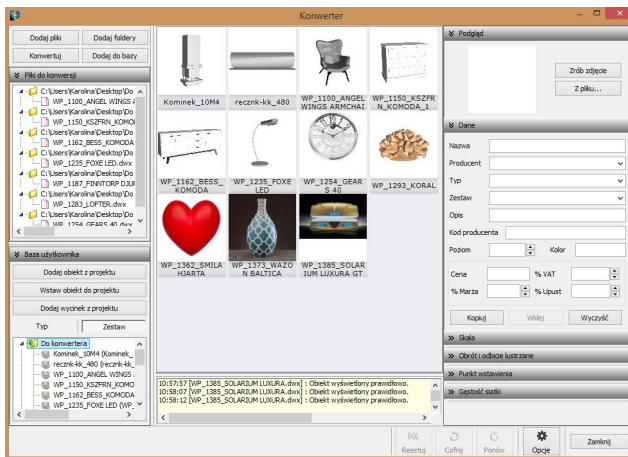 Konwerter
Dodaj pliki
Dodaj foldery
Konwertuj
Dodaj do bazy
Pliki do konwersji
C:\Users\Karolina\Desktop\Do
WP_1100_ANGEL WINGS A
C:\Users\Karolina\Desktop\Do
WP_1150_KSZFRN_KOMO
C:\Users\Karolina\Desktop\Do
WP_1162_BESS_KOMODA
C:\Users\Karolina\Desktop\Do
WP_1235_FOXE LED.dwx
C:\Users\Karolina\Desktop\Do
WP_1187_FINNTORP DJUR
C:\Users\Karolina\Desktop\Do
WP_1283_LOFTER.dwx
C:\Users\Karolina\Desktop\Do
WP_1254_GEARS 40.dwx
Baza użytkownika
Dodaj obiekt z projektu
Wstaw obiekt do projektu
Dodaj wycinek z projektu
Typ
Zestaw
Do konwertera
Kominek_10M4 (Kominek_
recznk-kk_480 (recznk-kk_
WP_1100_ANGEL WINGS
WP_1150_KSZFRN_KOMO
WP_1162_BESS_KOMODA
WP_1235_FOXE LED (WP_
Kominek_10M4
recznk-kk_480
WP_1100_ANGEL
WINGS ARMCHAI
WP_1150_KSZFR
N_KOMODA_1
WP_1162_BESS_
KOMODA
WP_1235_FOXE
LED
WP_1254_GEAR
S 40
WP_1293_KORAL
WP_1362_SMILA
HJARTA
WP_1373_WAZO
N BALTICA
WP_1385_SOLAR
IUM LUXURA GT
10:57:57 [WP_1385_SOLARIUM LUXURA.dwx] : Obiekt wyświetlony prawidłowo.
10:58:07 [WP_1385_SOLARIUM LUXURA.dwx] : Obiekt wyświetlony prawidłowo.
10:58:12 [WP_1385_SOLARIUM LUXURA.dwx] : Obiekt wyświetlony prawidłowo.
Podgląd
Zrób zdjęcie
Z pliku...
Dane
Nazwa
Producent
Typ
Zestaw
Opis
Kod producenta
Poziom
Kolor
Cena
% VAT
% Marża
% Upust
Kopiuj
Wklej
Wyczyść
Skala
Obrót i odbicie lustrzane
Punkt wstawienia
Gęstość siatki
Resetuj
Cofnij
Ponów
Opcje
Zamknij